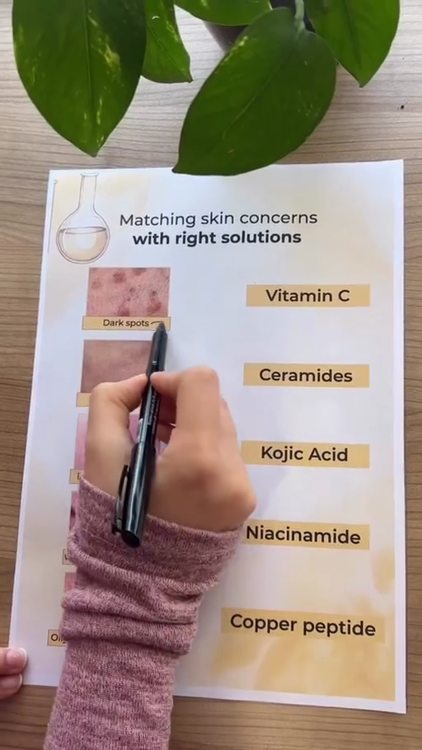 Matching skin concerns
with right solutions
Dark spots
Vitamin C
Ceramides
Kojic Acid
Niacinamide
Copper peptide